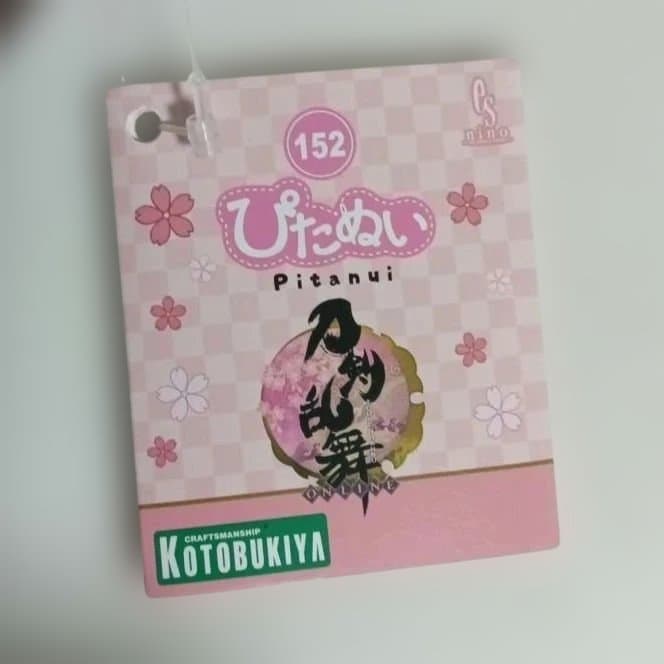 es
nino
152
ぴたぬい
Pitanui
刀剣
乱舞
ONLINE
CRAFTSMANSHIP
KOTOBUKIYA